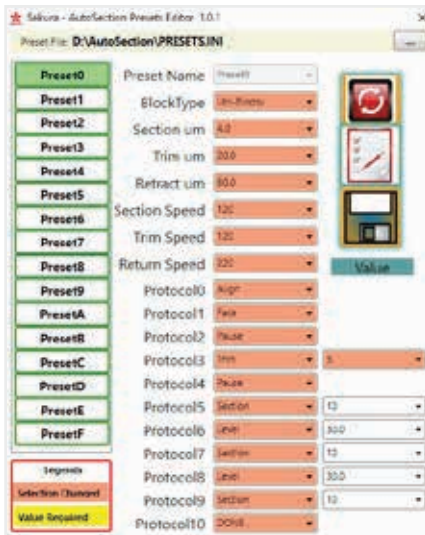 Sakura - AutoSection Presets Editor 1.0.1
Preset File: D:\AutoSection\PRESETS.INI ...
Preset0 Preset Name Preset0
Preset1 BlockType
Preset2 Section um 4.0
Preset3 Trim um 20.0
Preset4 Retract um 80.0
Preset5 Section Speed 120
Preset6 Trim Speed 120
Preset7 Return Speed 220
Preset8 Value
Preset9 Protocol0 Align
PresetA Protocol1 Face
PresetB Protocol2 Pause
PresetC Protocol3 Trim 5
PresetD Protocol4 Pause
PresetE Protocol5 Section 10
PresetF Protocol6 Level 30.0
Protocol7 Section 10
Legends Protocol8 Level 30.0
Selection Changed Protocol9 Section 10
Value Required Protocol10 DONE